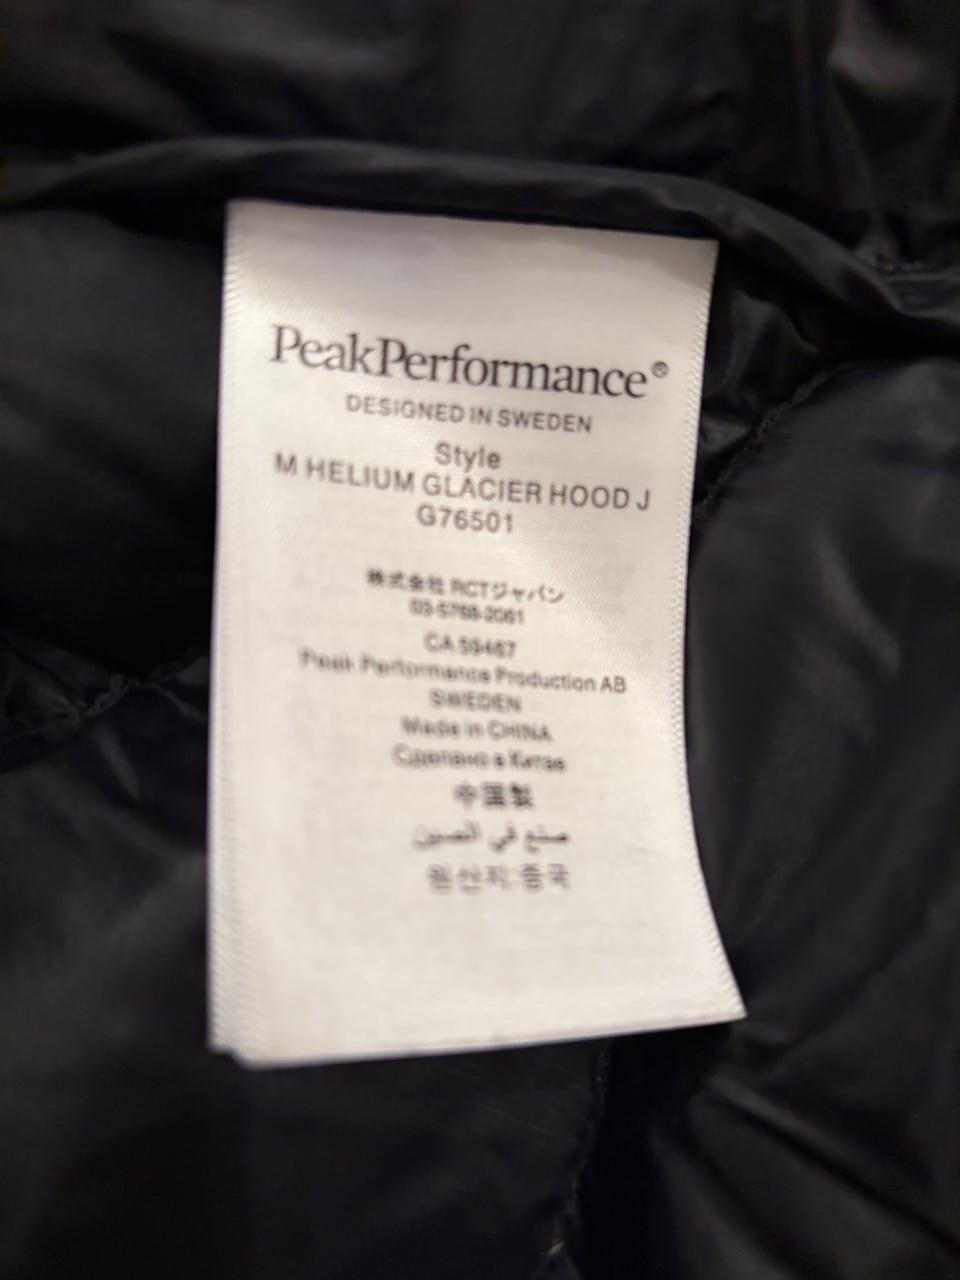 PeakPerformance®
DESIGNED IN SWEDEN
Style
M HELIUM GLACIER HOOD J
G76501
株式会社 RCTジャパン
03-5766-2061
CA 59467
Peak Performance Production AB
SWEDEN
Made in CHINA
Сделано в Китае
中国製
صنع في الصين
원산지:중국